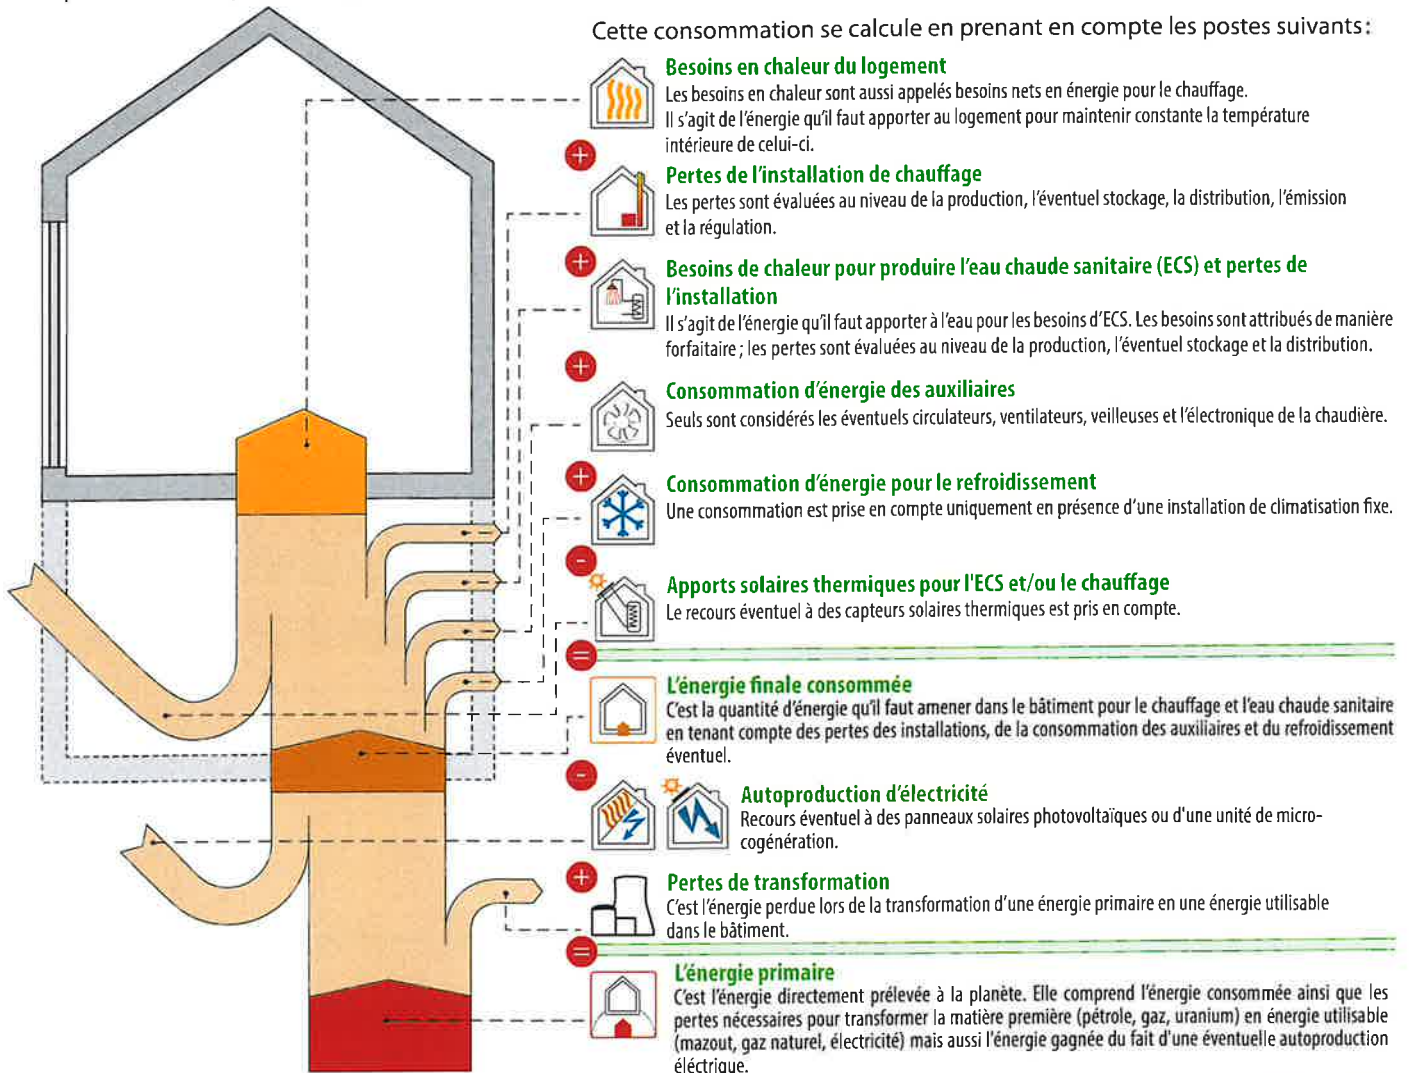 Cette consommation se calcule en prenant en compte les postes suivants :
Besoins en chaleur du logement
Les besoins en chaleur sont aussi appelés besoins nets en énergie pour le chauffage.
Il s'agit de l'énergie qu'il faut apporter au logement pour maintenir constante la température
intérieure de celui-ci.
+
Pertes de l'installation de chauffage
Les pertes sont évaluées au niveau de la production, l'éventuel stockage, la distribution, l'émission
et la régulation.
+
Besoins de chaleur pour produire l'eau chaude sanitaire (ECS) et pertes de
l'installation
Il s'agit de l'énergie qu'il faut apporter à l'eau pour les besoins d'ECS. Les besoins sont attribués de manière
forfaitaire ; les pertes sont évaluées au niveau de la production, l'éventuel stockage et la distribution.
+
Consommation d'énergie des auxiliaires
Seuls sont considérés les éventuels circulateurs, ventilateurs, veilleuses et l'électronique de la chaudière.
+
Consommation d'énergie pour le refroidissement
Une consommation est prise en compte uniquement en présence d'une installation de climatisation fixe.
-
Apports solaires thermiques pour l'ECS et/ou le chauffage
Le recours éventuel à des capteurs solaires thermiques est pris en compte.
=
L'énergie finale consommée
C'est la quantité d'énergie qu'il faut amener dans le bâtiment pour le chauffage et l'eau chaude sanitaire
en tenant compte des pertes des installations, de la consommation des auxiliaires et du refroidissement
éventuel.
-
Autoproduction d'électricité
Recours éventuel à des panneaux solaires photovoltaïques ou d'une unité de micro-
cogénération.
+
Pertes de transformation
C'est l'énergie perdue lors de la transformation d'une énergie primaire en une énergie utilisable
dans le bâtiment.
=
L'énergie primaire
C'est l'énergie directement prélevée à la planète. Elle comprend l'énergie consommée ainsi que les
pertes nécessaires pour transformer la matière première (pétrole, gaz, uranium) en énergie utilisable
(mazout, gaz naturel, électricité) mais aussi l'énergie gagnée du fait d'une éventuelle autoproduction
éléctrique.